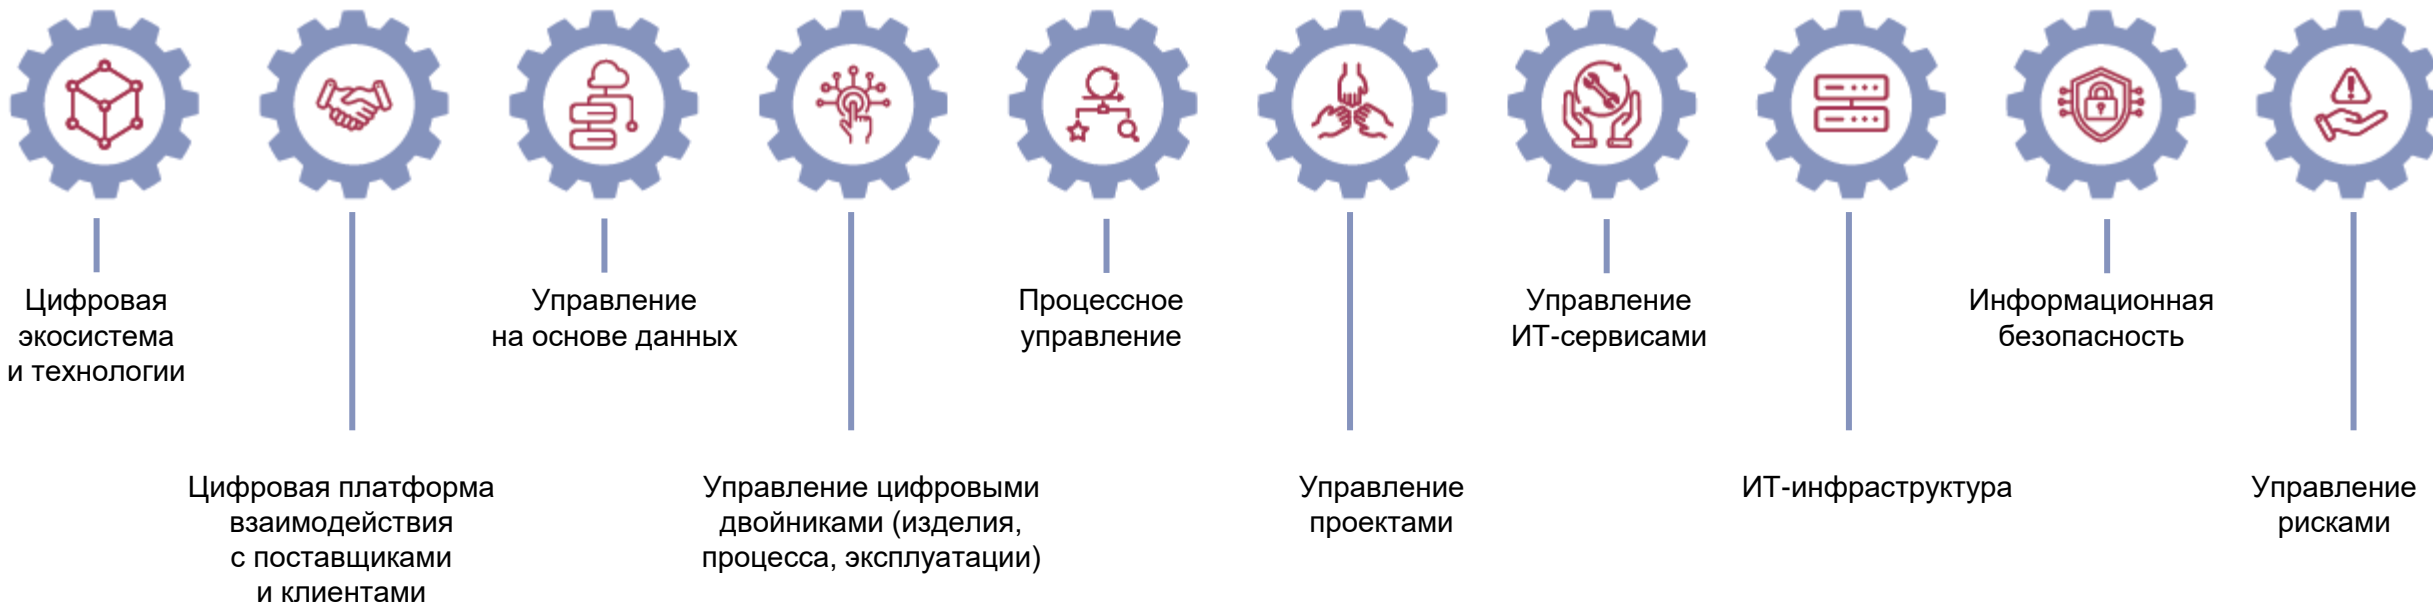 Цифровая
экосистема
и технологии
Цифровая платформа
взаимодействия
с поставщиками
и клиентами
Управление
на основе данных
Управление цифровыми
двойниками (изделия,
процесса, эксплуатации)
Процессное
управление
Управление
проектами
Управление
ИТ-сервисами
ИТ-инфраструктура
Информационная
безопасность
Управление
рисками